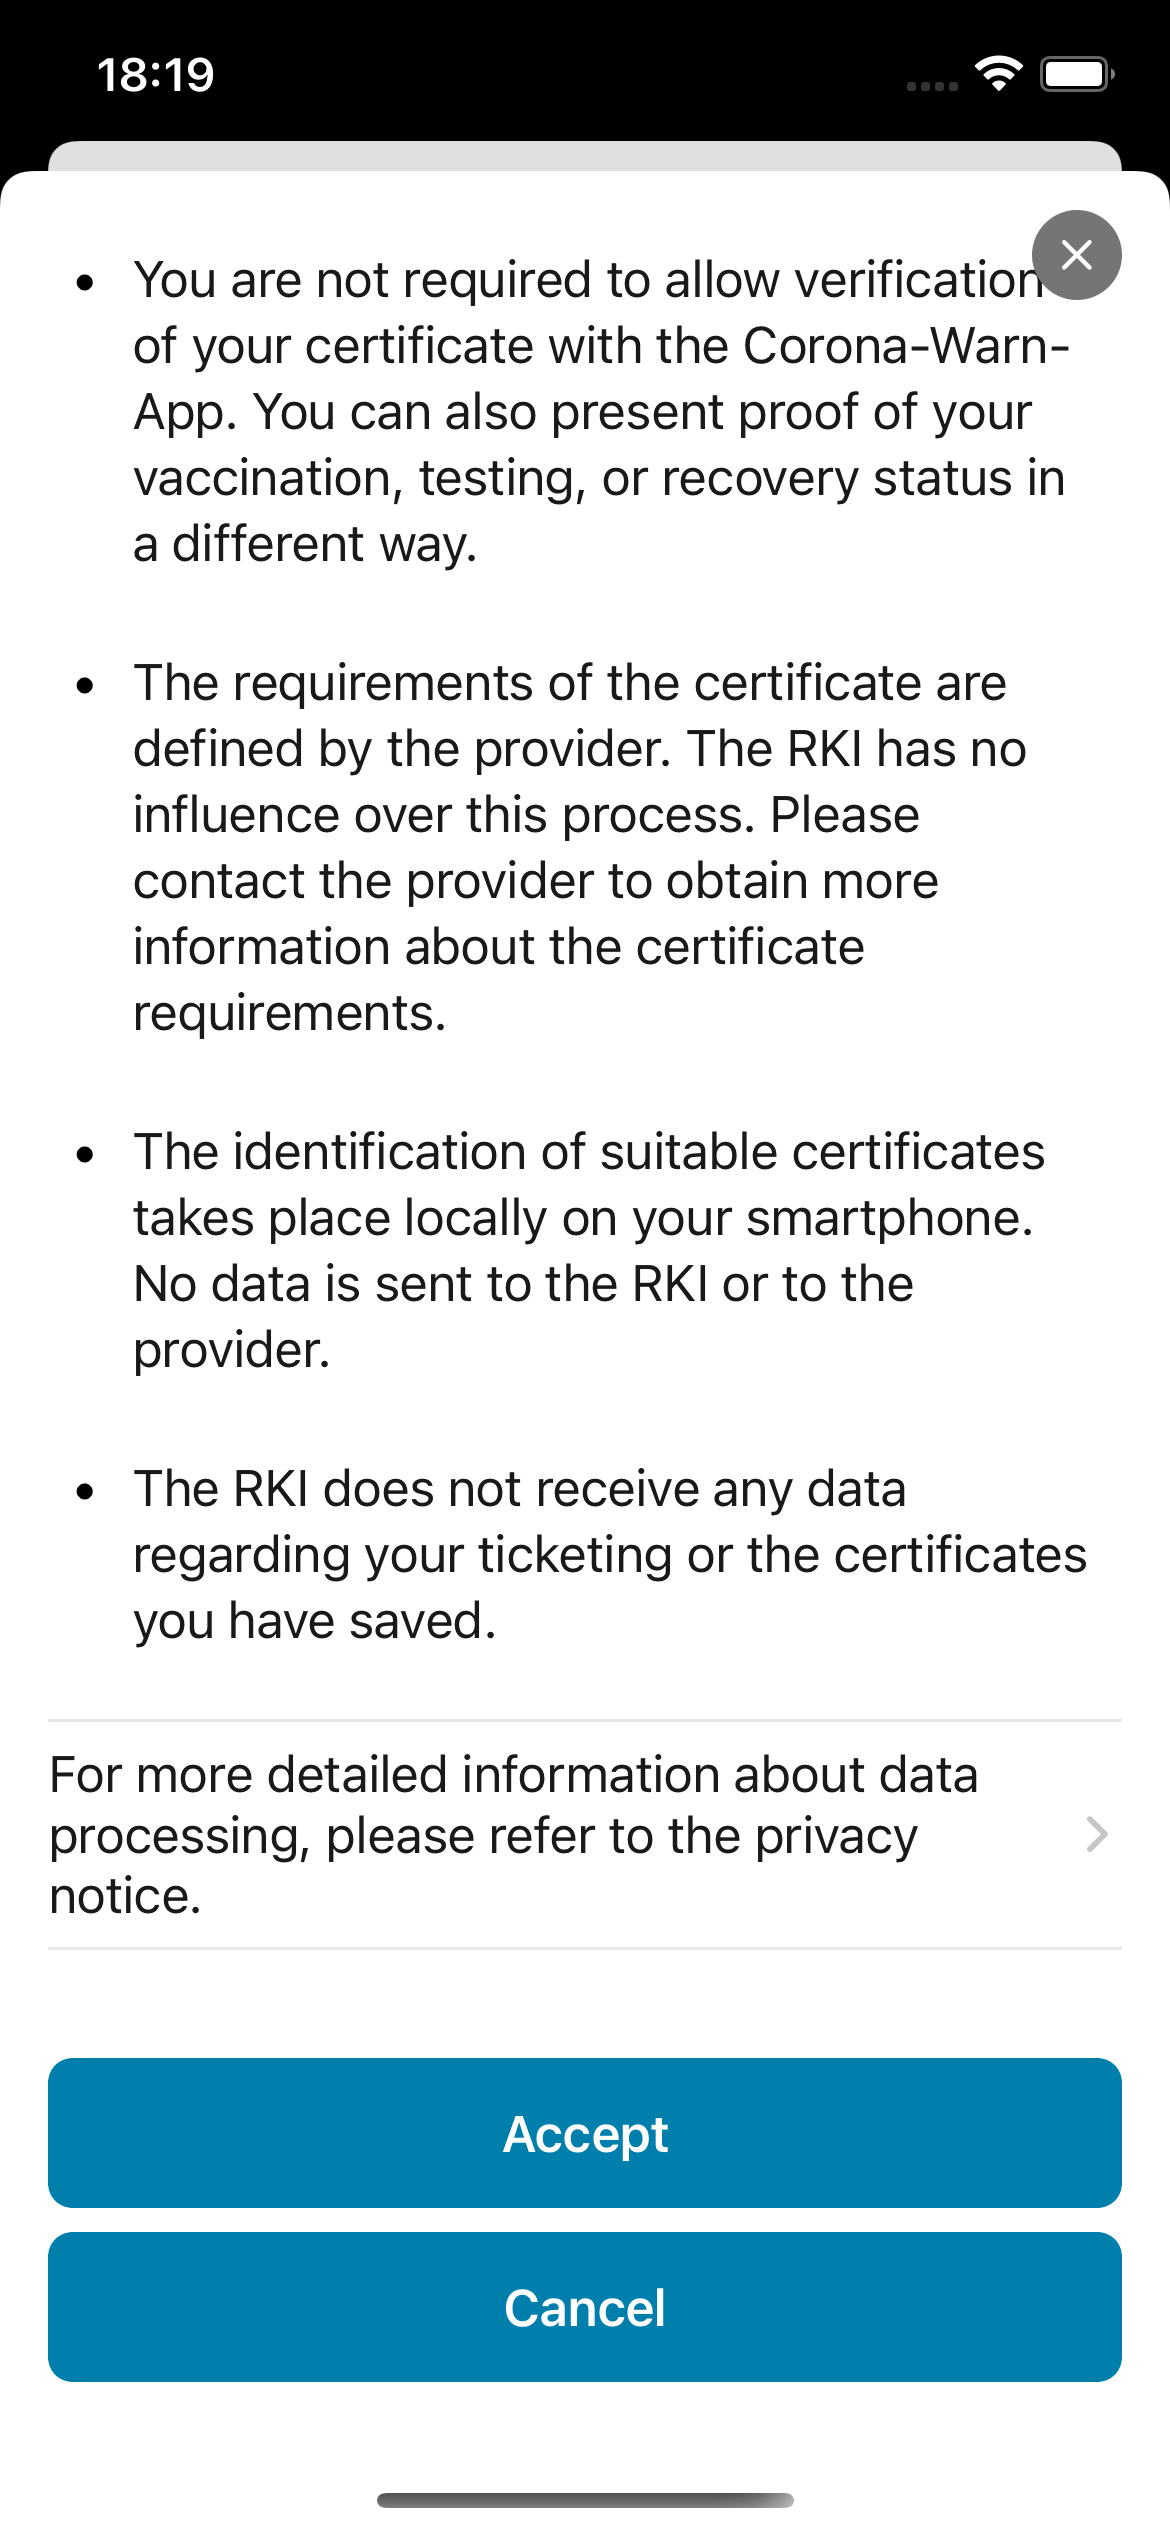 18:19
• You are not required to allow verification
of your certificate with the Corona-Warn-
App. You can also present proof of your
vaccination, testing, or recovery status in
a different way.
• The requirements of the certificate are
defined by the provider. The RKI has no
influence over this process. Please
contact the provider to obtain more
information about the certificate
requirements.
• The identification of suitable certificates
takes place locally on your smartphone.
No data is sent to the RKI or to the
provider.
• The RKI does not receive any data
regarding your ticketing or the certificates
you have saved.
For more detailed information about data
processing, please refer to the privacy
notice.
Accept
Cancel